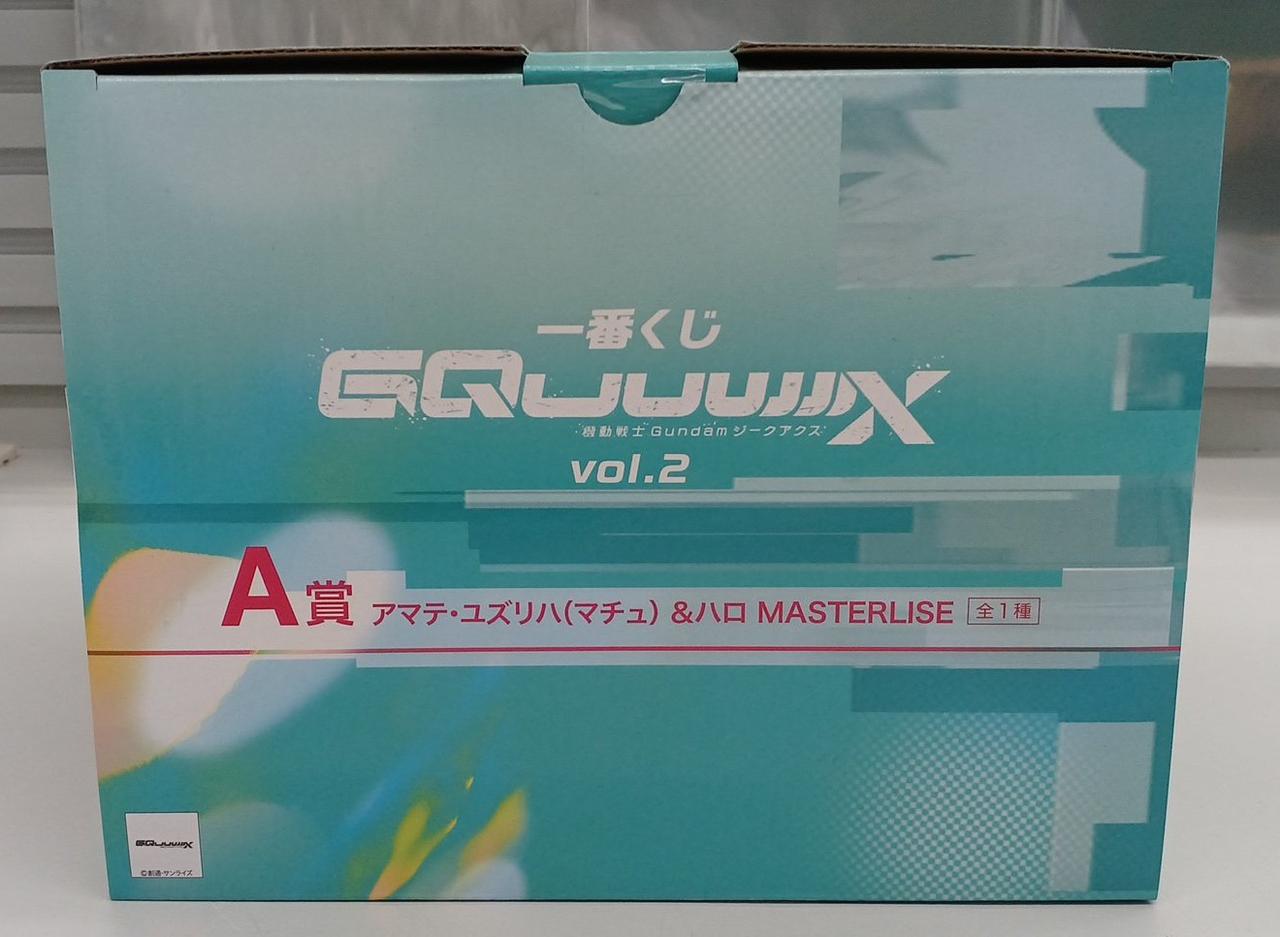 一番くじ
GQuuuuuuX
機動戦士Gundamジークアクス
vol.2
A賞 アマテ・ユズリハ(マチュ) &ハロ MASTERLISE 全1種
GQuuuuuuX
©創通・サンライズ